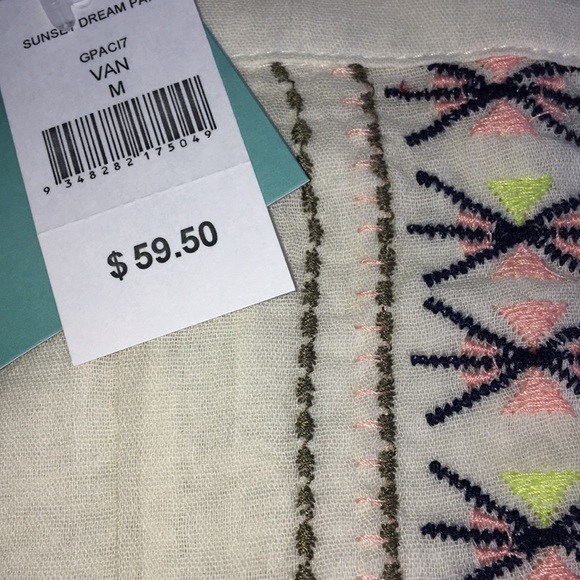 SUNSET DREAM PA
GPACI7
VAN
M
9 348282 175049
$ 59.50